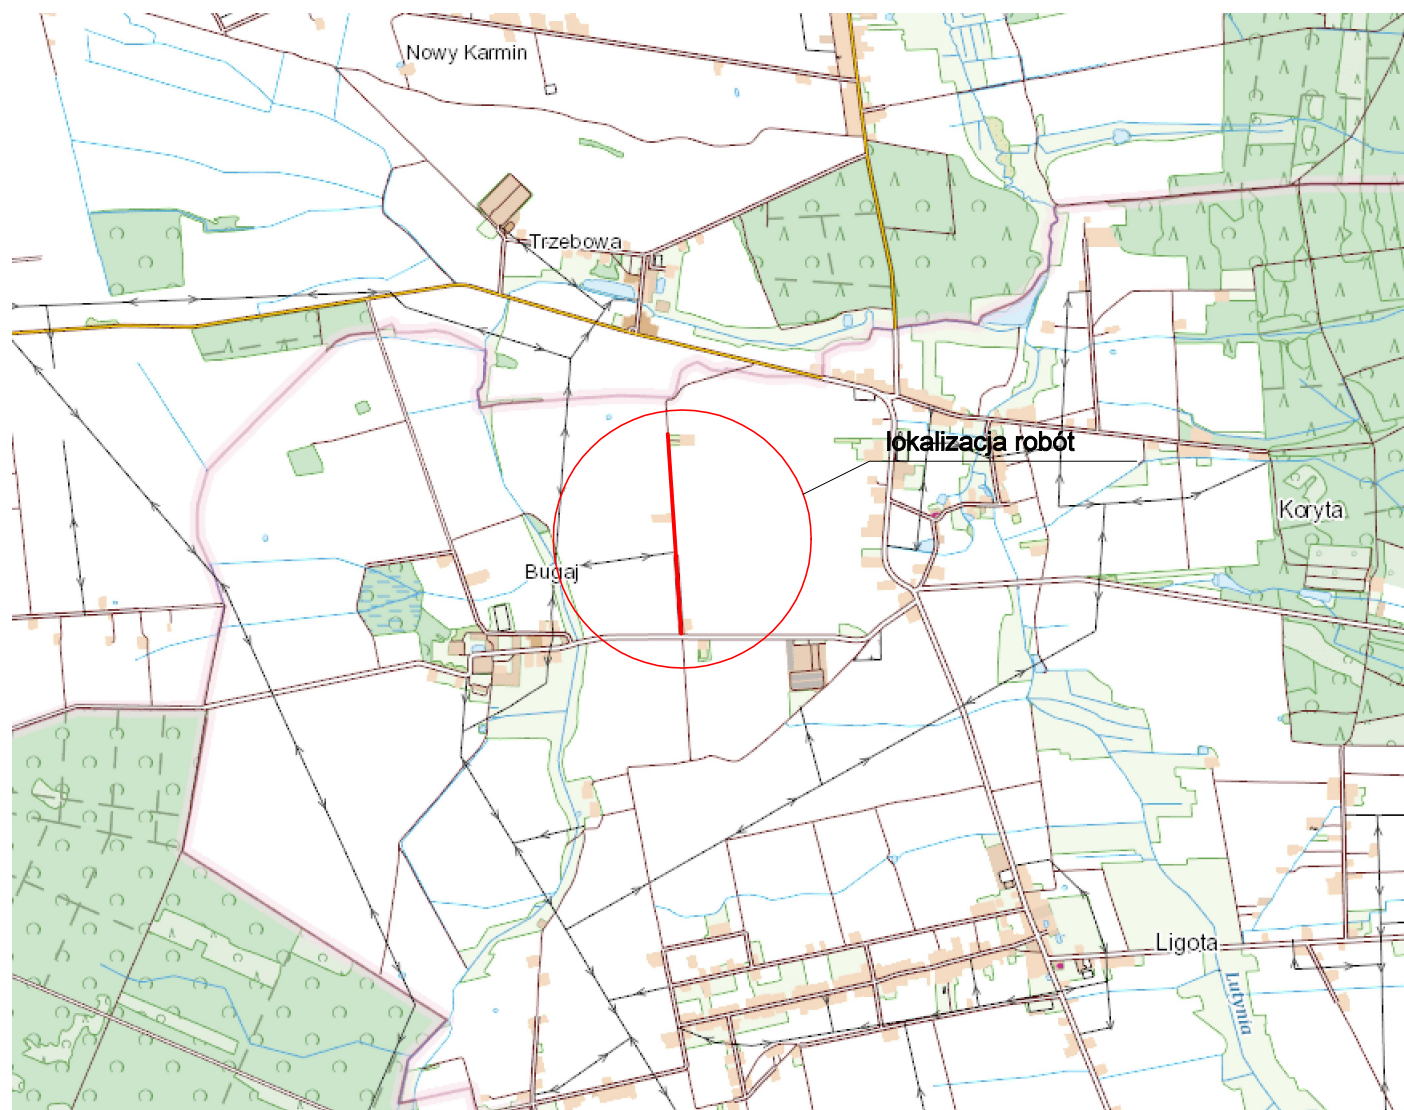 Nowy Karmin
Trzebowa
lokalizacja robót
Koryta
Bugaj
Ligota
Lutynia